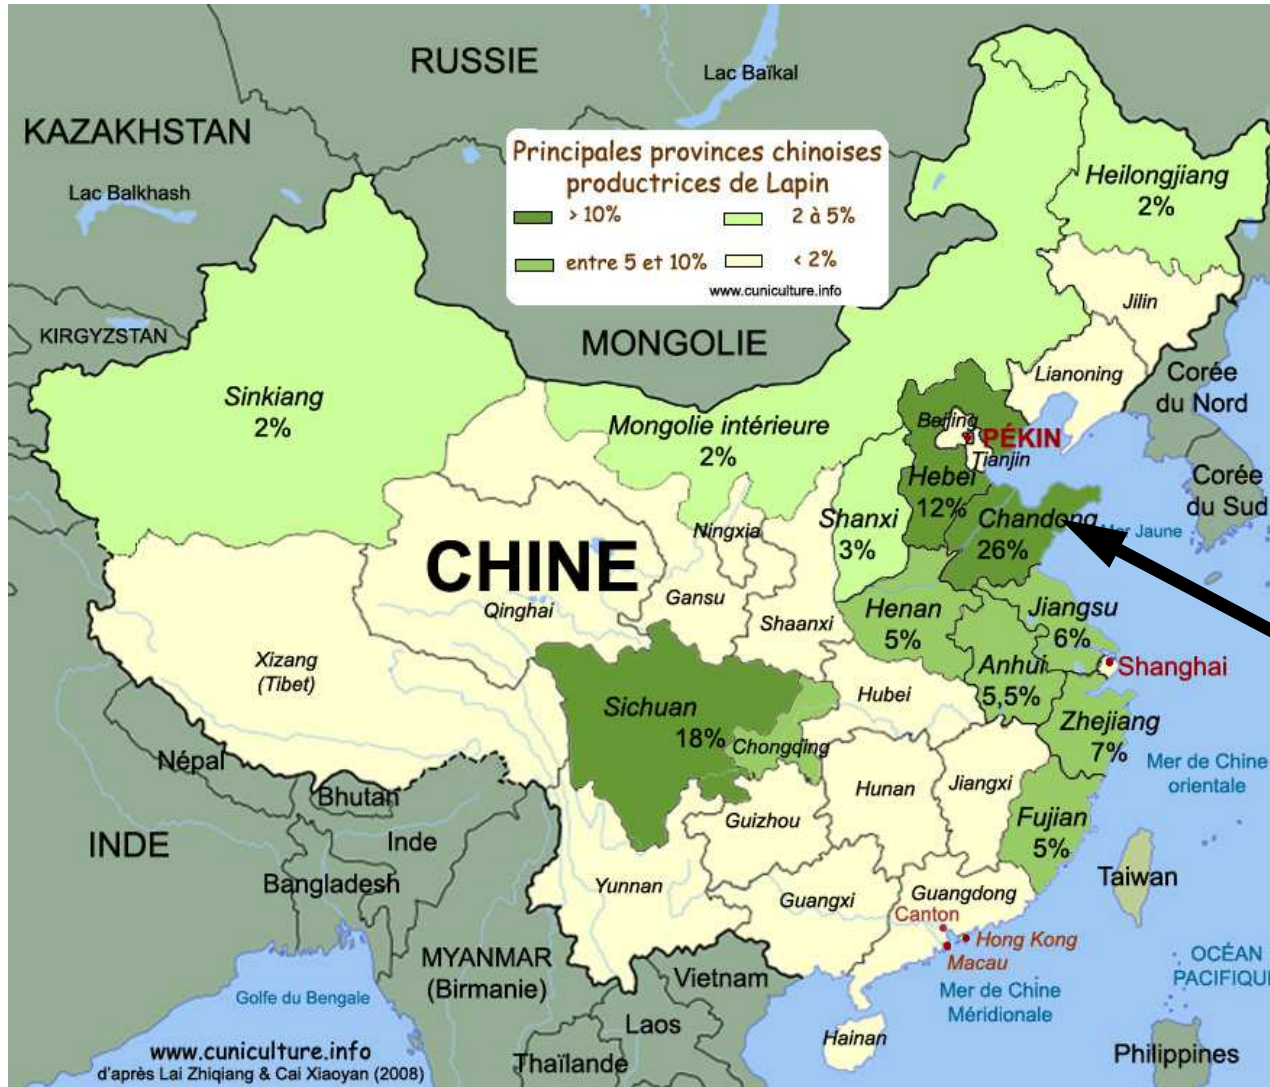 RUSSIE
Lac Baïkal
KAZAKHSTAN
Lac Balkhash
Principales provinces chinoises
productrices de Lapin
> 10%
2 à 5%
entre 5 et 10%
< 2%
www.cuniculture.info
Heilongjiang
2%
Jilin
KIRGYZSTAN
MONGOLIE
Lianoning
Corée
du Nord
Sinkiang
2%
Mongolie intérieure
2%
Beijing
PÉKIN
Tianjin
Hebei
12%
Corée
du Sud
Shanxi
3%
Chandong
26%
Mer Jaune
Ningxia
CHINE
Qinghai
Gansu
Shaanxi
Henan
5%
Jiangsu
6%
Xizang
(Tibet)
Anhui
5,5%
Shanghai
Hubei
Sichuan
18%
Chongqing
Zhejiang
7%
Népal
Bhutan
Mer de Chine
orientale
Hunan
Jiangxi
Guizhou
Fujian
5%
INDE
Inde
Bangladesh
Yunnan
Guangxi
Guangdong
Taiwan
Canton
Hong Kong
Macau
MYANMAR
(Birmanie)
Vietnam
OCÉAN
PACIFIQU
Golfe du Bengale
Mer de Chine
Méridionale
Laos
Hainan
www.cuniculture.info
d'après Lai Zhiqiang & Cai Xiaoyan (2008)
Thaïlande
Philippines